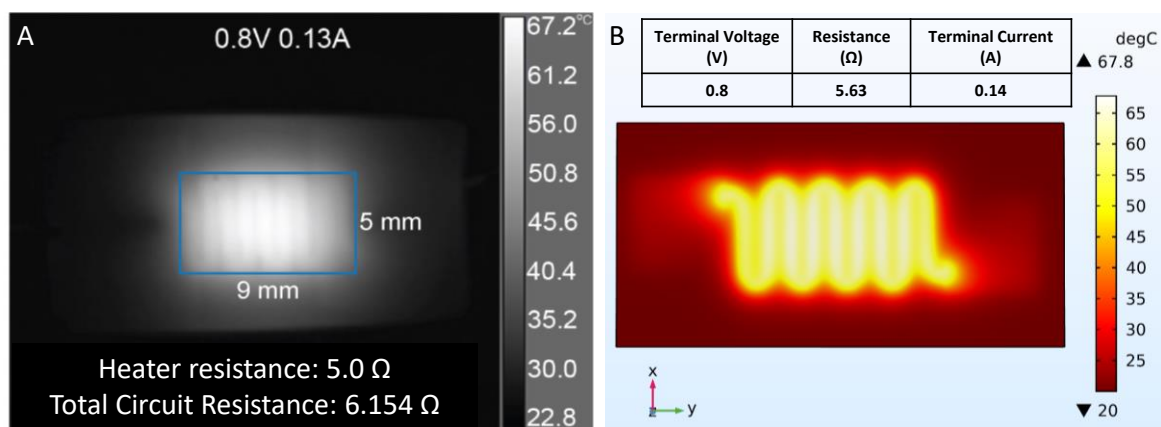 A
0.8V 0.13A
67.2°C
61.2
56.0
50.8
45.6
40.4
35.2
30.0
22.8
5 mm
9 mm
Heater resistance: 5.0 Ω
Total Circuit Resistance: 6.154 Ω
B
Terminal Voltage (V)
Resistance (Ω)
Terminal Current (A)
0.8
5.63
0.14
degC
▲ 67.8
65
60
55
50
45
40
35
30
25
▼ 20
x
z
y